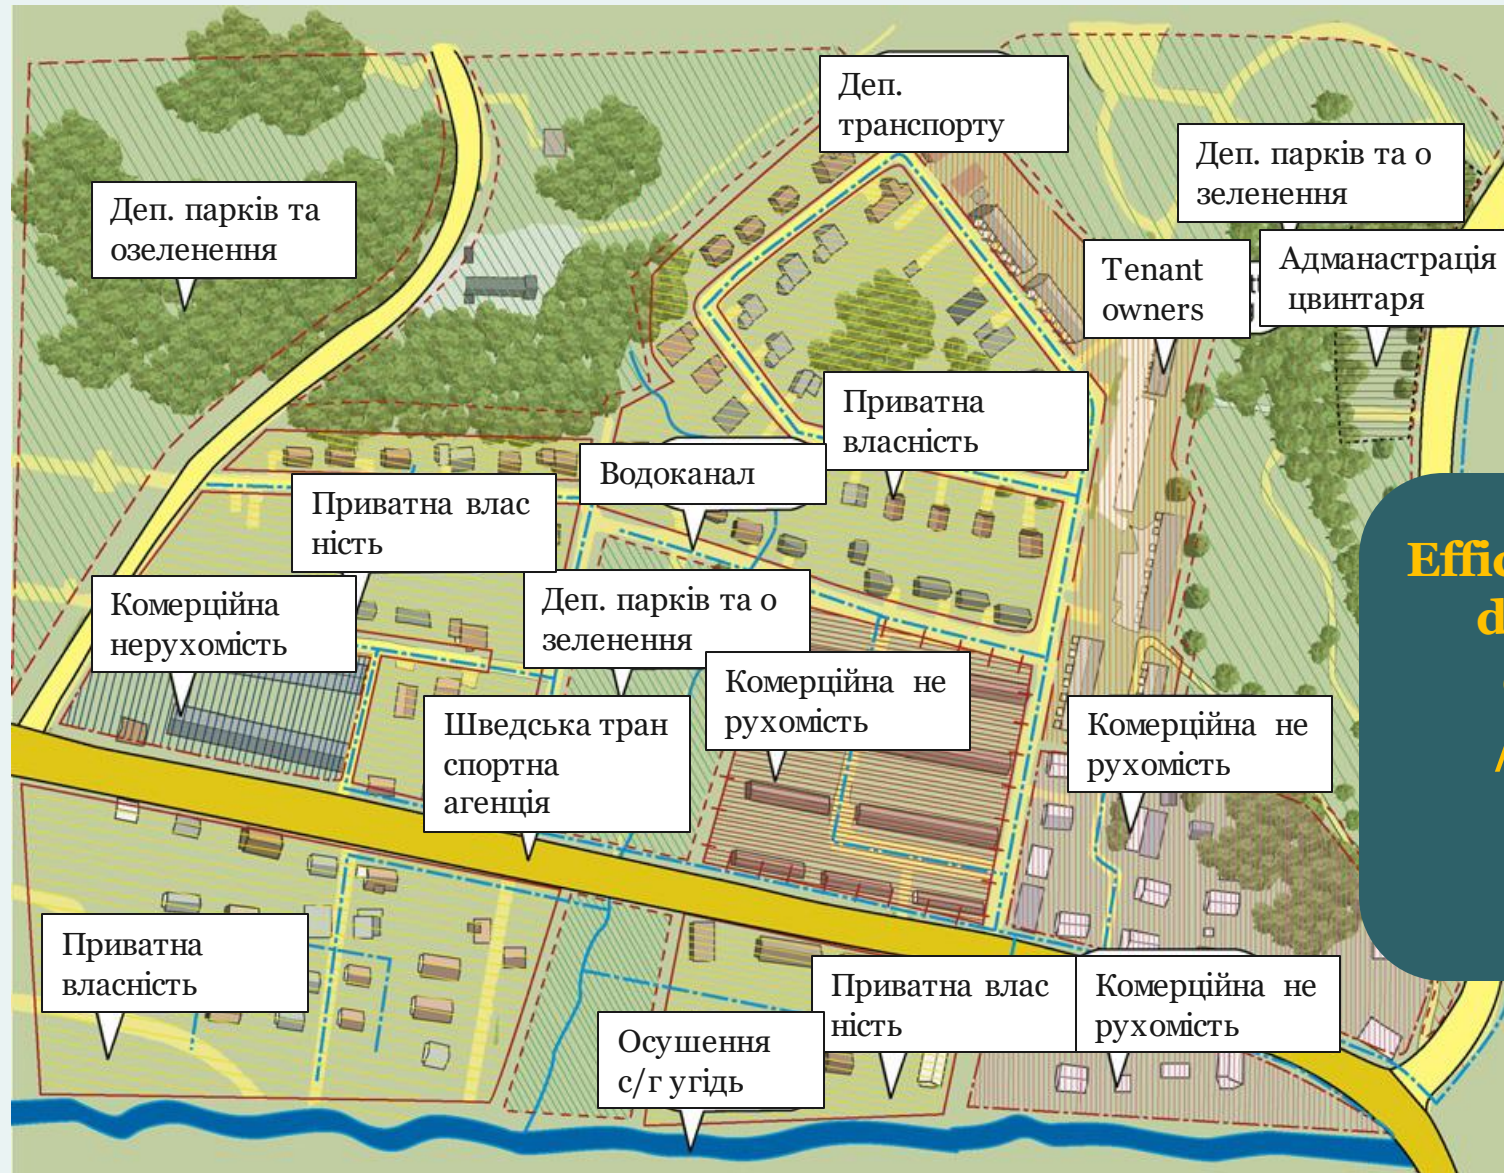 Деп.
транспорту
Деп. парків та о
зеленення
Деп. парків та
озеленення
Tenant
owners
Адманастрація
цвинтаря
Приватна
власність
Водоканал
Приватна влас
ність
Effic
d
Комерційна
нерухомість
Деп. парків та о
зеленення
Комерційна не
рухомість
Шведська тран
спортна
агенція
Комерційна не
рухомість
/
Приватна
власність
Приватна влас
ність
Комерційна не
рухомість
Осушення
с/г угідь